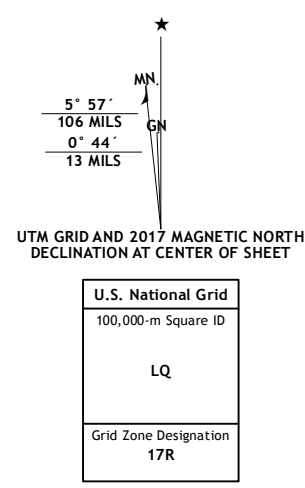 ★
MN
5° 57´
106 MILS
GN
0° 44´
13 MILS
UTM GRID AND 2017 MAGNETIC NORTH
DECLINATION AT CENTER OF SHEET
U.S. National Grid
100,000-m Square ID
LQ
Grid Zone Designation
17R